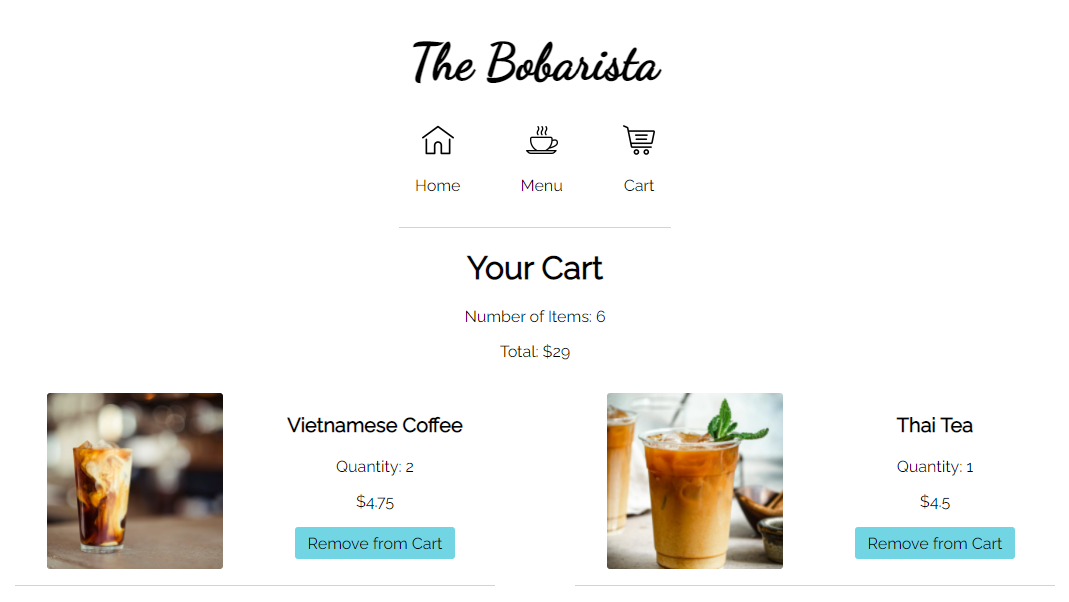 The Bobarista
Home Menu Cart
Your Cart
Number of Items: 6
Total: $29
Vietnamese Coffee
Quantity: 2
$4.75
Remove from Cart
Thai Tea
Quantity: 1
$4.5
Remove from Cart